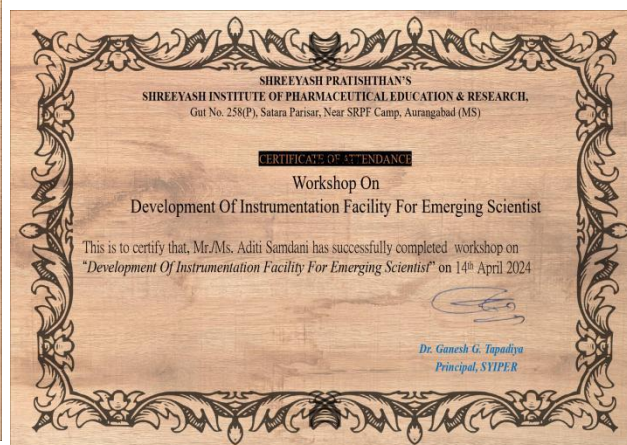 SHREEYASH PRATISHTHAN'S
SHREEYASH INSTITUTE OF PHARMACEUTICAL EDUCATION & RESEARCH,
Gut No. 258(P), Satara Parisar, Near SRPF Camp, Aurangabad (MS)
CERTIFICATE OF ATTENDANCE
Workshop On
Development Of Instrumentation Facility For Emerging Scientist
This is to certify that, Mr./Ms. Aditi Samdani has successfully completed workshop on
"Development Of Instrumentation Facility For Emerging Scientist" on 14th April 2024
Dr. Ganesh G. Tapadiya
Principal, SYIPER